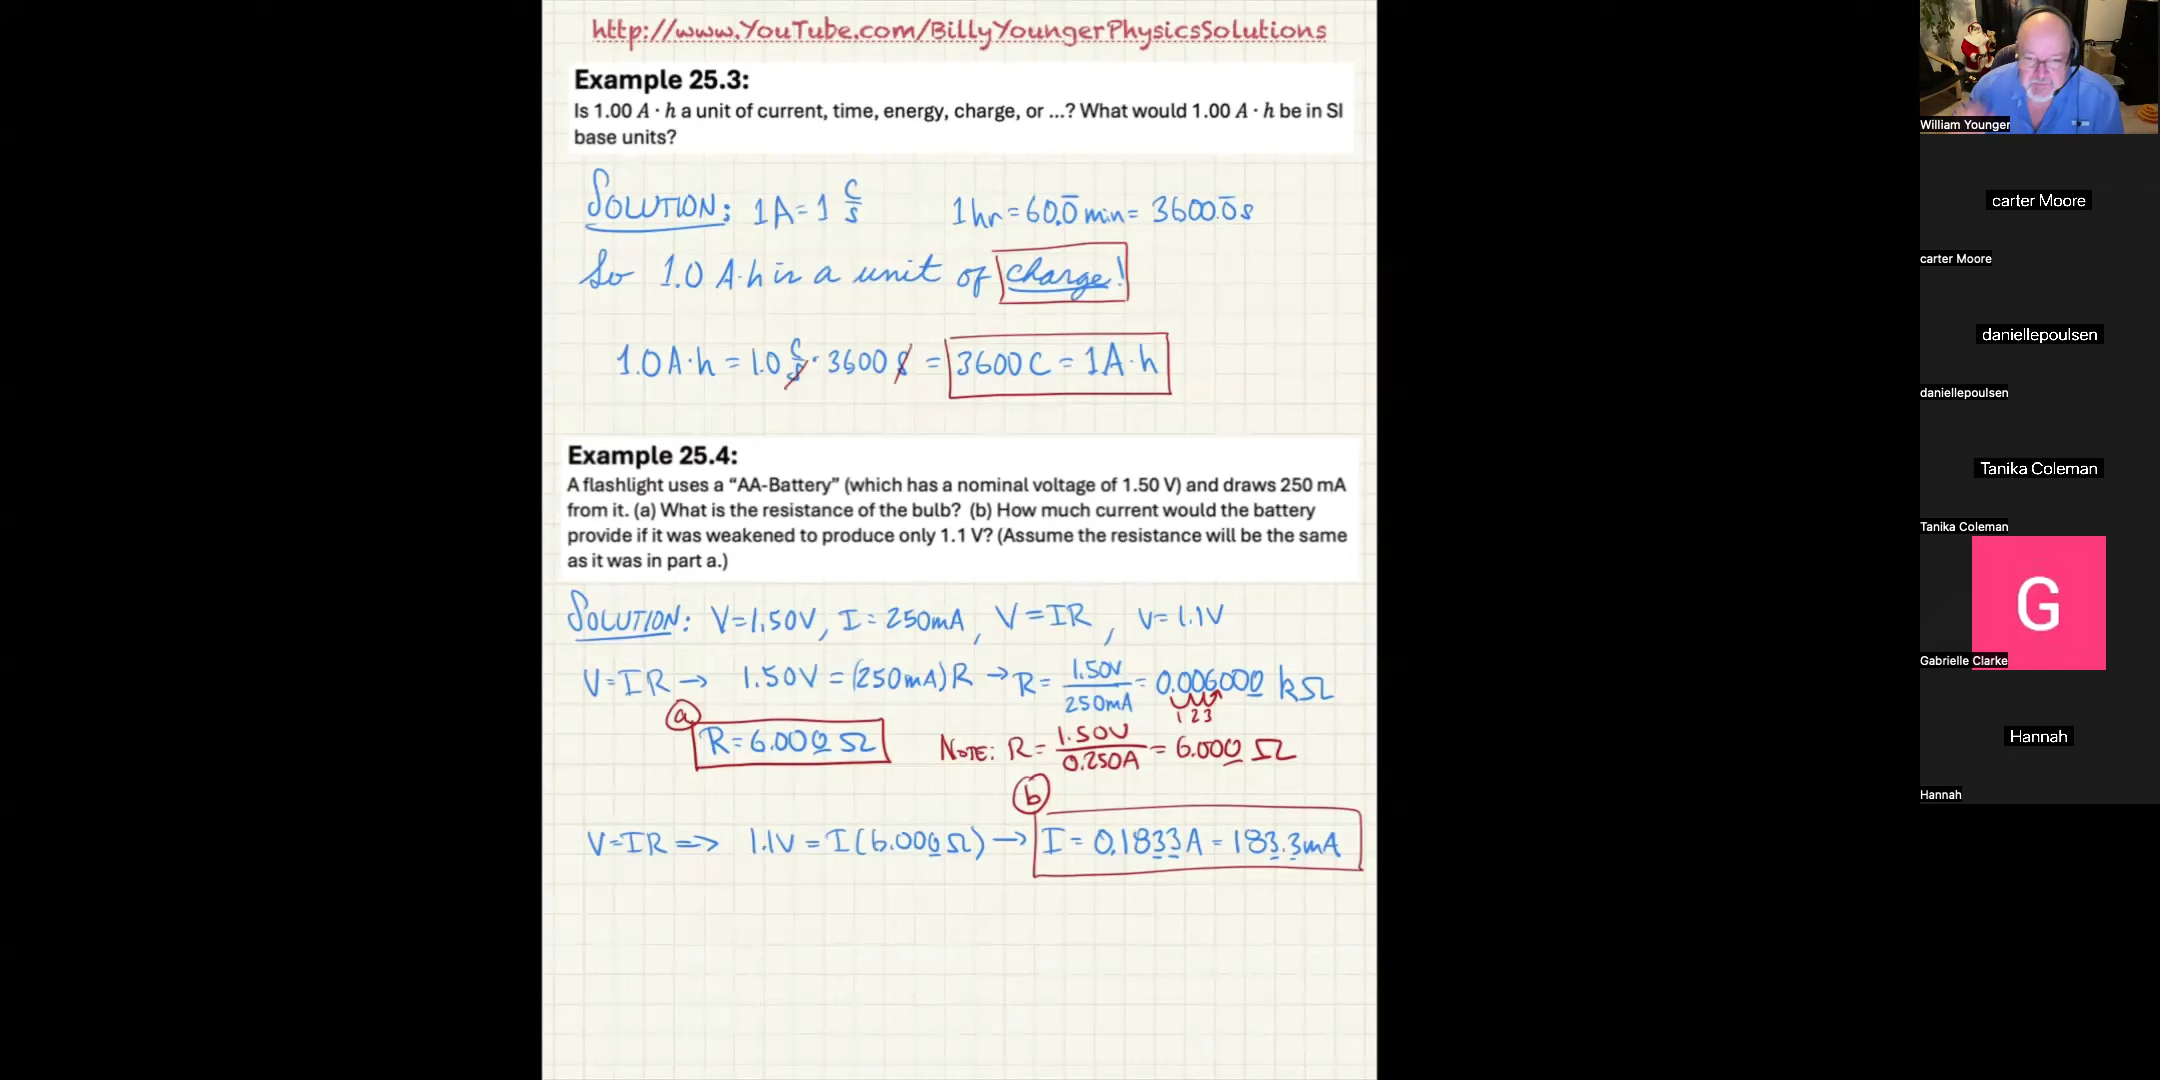 http://www.YouTube.com/BillyYoungerPhysicsSolutions
Example 25.3:
Is 1.00 A · h a unit of current, time, energy, charge, or ...? What would 1.00 A · h be in SI
base units?
SOLUTION: 1A = 1 C/s 1 hr = 60.0̄ min = 3600.0̄ s
So 1.0 A·h is a unit of charge!
1.0 A·h = 1.0 C/s · 3600 s = 3600 C = 1 A·h
Example 25.4:
A flashlight uses a “AA-Battery” (which has a nominal voltage of 1.50 V) and draws 250 mA
from it. (a) What is the resistance of the bulb? (b) How much current would the battery
provide if it was weakened to produce only 1.1 V? (Assume the resistance will be the same
as it was in part a.)
SOLUTION: V=1.50V, I = 250mA, V = IR, V = 1.1V
V=IR → 1.50V = (250mA)R → R = 1.50V/250mA = 0.006000 kΩ
1 2 3
a
R = 6.000 Ω NOTE: R = 1.50V/0.250A = 6.000 Ω
b
V=IR => 1.1V = I(6.000Ω) → I = 0.1833A = 183.3mA
William Younger
carter Moore
carter Moore
daniellepoulsen
daniellepoulsen
Tanika Coleman
Tanika Coleman
G
Gabrielle Clarke
Hannah
Hannah